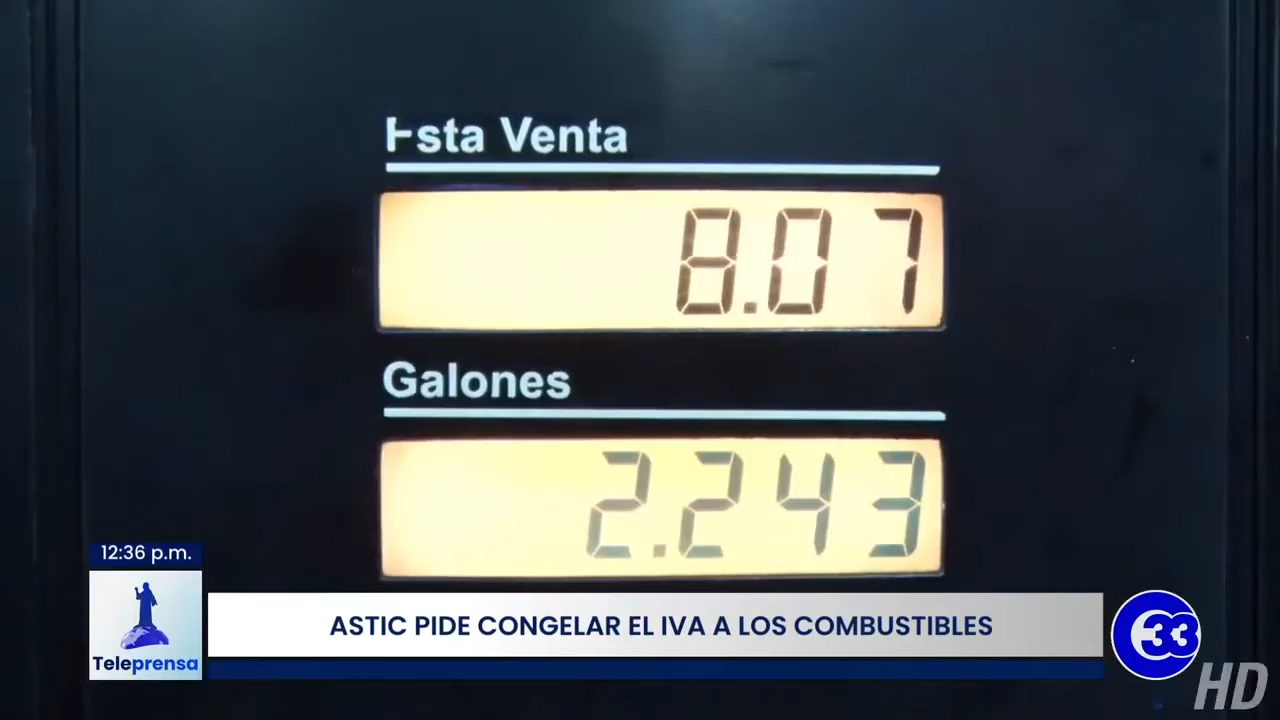 Esta Venta
8.07
Galones
2.243
12:36 p.m.
Teleprensa
ASTIC PIDE CONGELAR EL IVA A LOS COMBUSTIBLES
33
HD